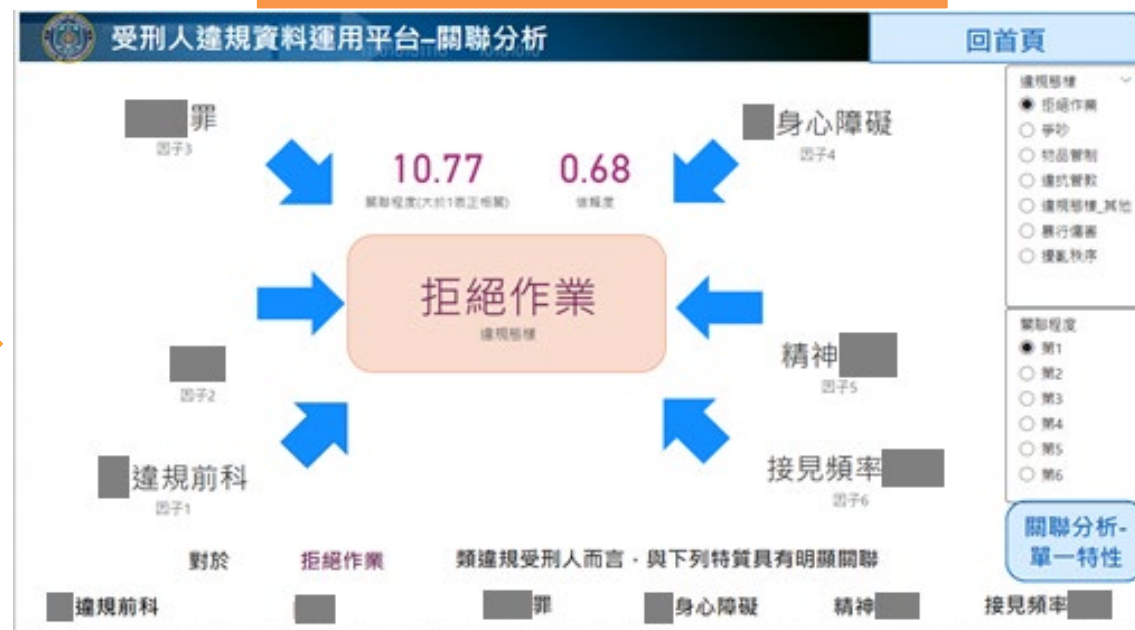 受刑人違規資料運用平台–關聯分析
回首頁
罪
因子3
身心障礙
因子4
10.77
0.68
關聯程度(大於1表正相關)
信賴度
拒絕作業
違規態樣
因子2
精神
因子5
違規前科
因子1
接見頻率
因子6
違規態樣
拒絕作業
爭吵
物品管制
違抗管教
違規態樣_其他
暴行傷害
擾亂秩序
關聯程度
第1
第2
第3
第4
第5
第6
關聯分析-
單一特性
對於 拒絕作業 類違規受刑人而言，與下列特質具有明顯關聯
違規前科 罪 身心障礙 精神 接見頻率